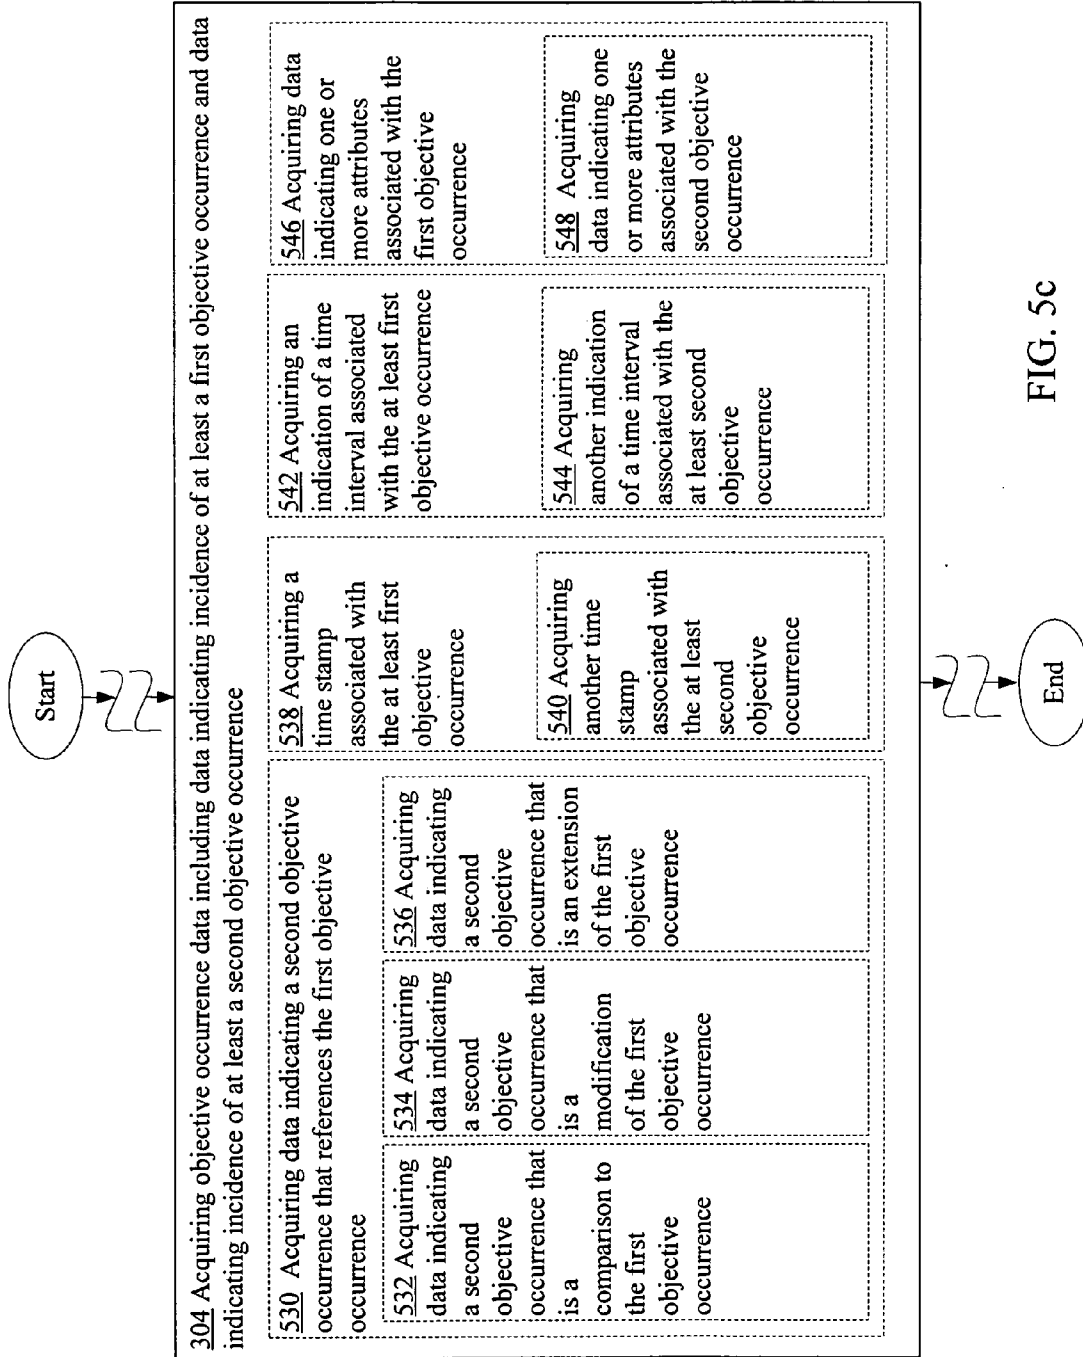 Start
304 Acquiring objective occurrence data including data indicating incidence of at least a first objective occurrence and data
indicating incidence of at least a second objective occurrence
530 Acquiring data indicating a second objective
occurrence that references the first objective
occurrence
532 Acquiring
data indicating
a second
objective
occurrence that
is a
comparison to
the first
objective
occurrence
534 Acquiring
data indicating
a second
objective
occurrence that
is a
modification
of the first
objective
occurrence
536 Acquiring
data indicating
a second
objective
occurrence that
is an extension
of the first
objective
occurrence
538 Acquiring a
time stamp
associated with
the at least first
objective
occurrence
540 Acquiring
another time
stamp
associated with
the at least
second
objective
occurrence
542 Acquiring an
indication of a time
interval associated
with the at least first
objective occurrence
544 Acquiring
another indication
of a time interval
associated with the
at least second
objective
occurrence
546 Acquiring data
indicating one or
more attributes
associated with the
first objective
occurrence
548 Acquiring
data indicating one
or more attributes
associated with the
second objective
occurrence
End
FIG. 5c